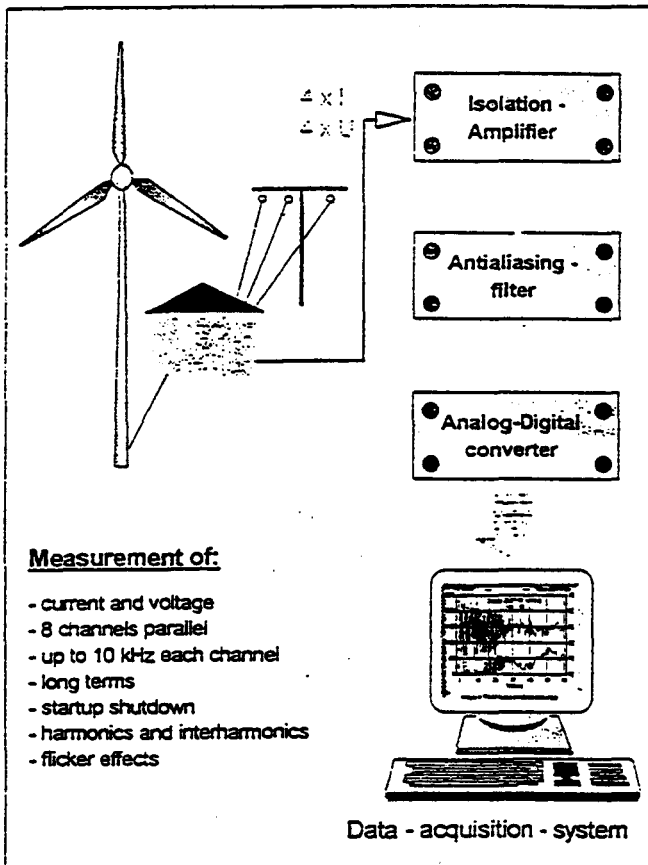 4 x I
4 x U
Isolation -
Amplifier
Antialiasing -
filter
Analog-Digital
converter
Measurement of:
- current and voltage
- 8 channels parallel
- up to 10 kHz each channel
- long terms
- startup shutdown
- harmonics and interharmonics
- flicker effects
Data - acquisition - system